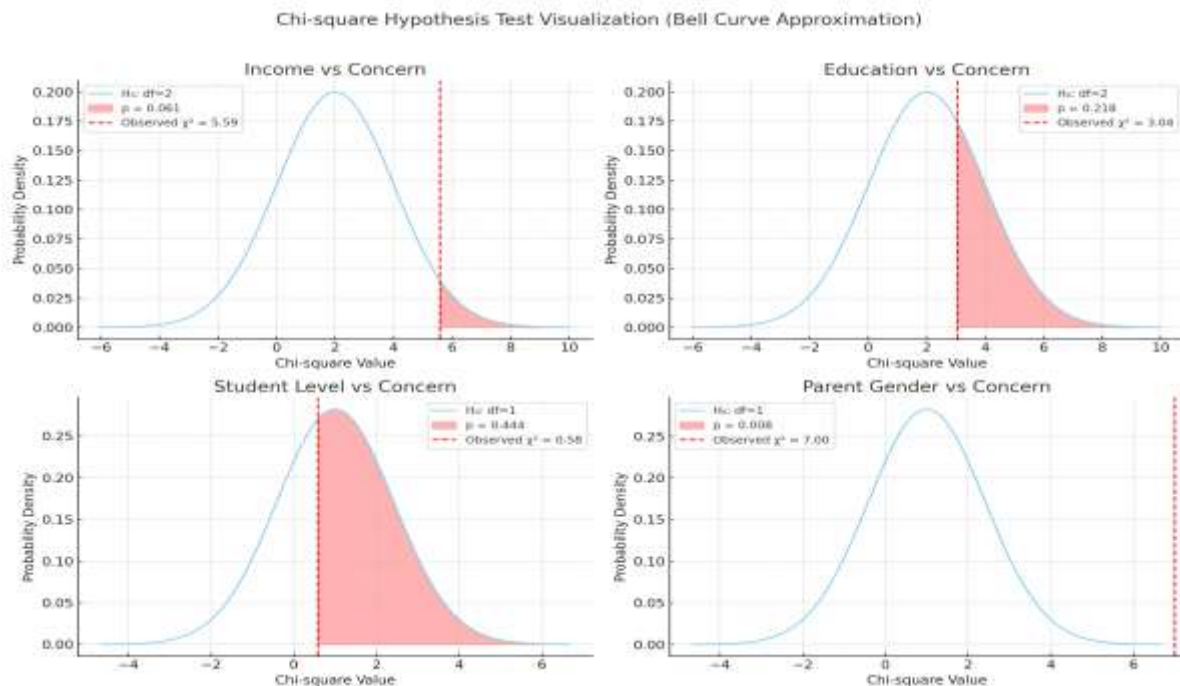 Chi-square Hypothesis Test Visualization (Bell Curve Approximation)
Income vs Concern
H₀: df=2
p = 0.061
Observed χ² = 5.59
Probability Density
0.200
0.175
0.150
0.125
0.100
0.075
0.050
0.025
0.000
−6 −4 −2 0 2 4 6 8 10
Chi-square Value
Education vs Concern
H₀: df=2
p = 0.218
Observed χ² = 3.04
Probability Density
0.200
0.175
0.150
0.125
0.100
0.075
0.050
0.025
0.000
−6 −4 −2 0 2 4 6 8 10
Chi-square Value
Student Level vs Concern
H₀: df=1
p = 0.444
Observed χ² = 0.58
Probability Density
0.25
0.20
0.15
0.10
0.05
0.00
−4 −2 0 2 4 6
Chi-square Value
Parent Gender vs Concern
H₀: df=1
p = 0.008
Observed χ² = 7.00
Probability Density
0.25
0.20
0.15
0.10
0.05
0.00
−4 −2 0 2 4 6
Chi-square Value